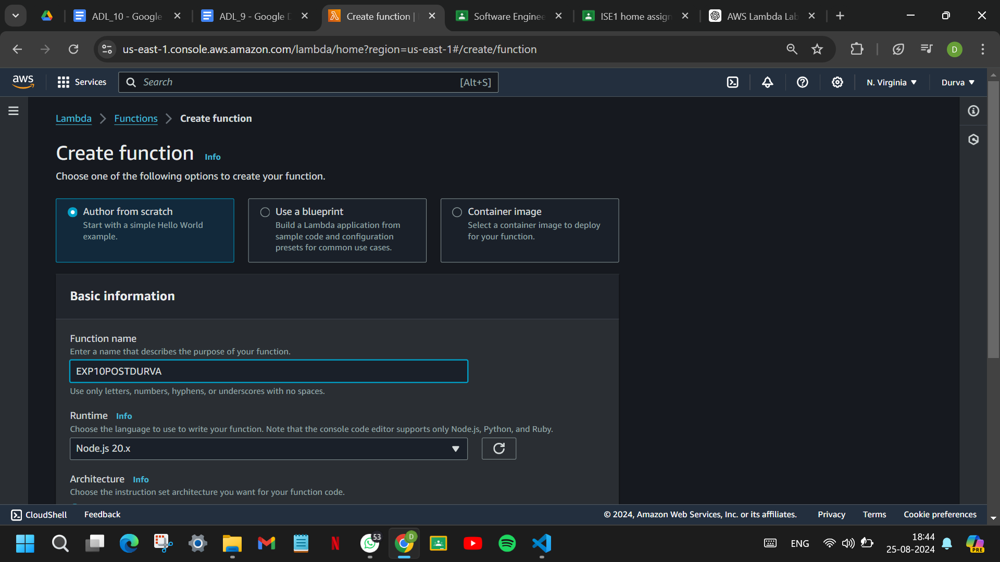 ADL_10 - Google
ADL_9 - Google D
Create function |
Software Enginee
ISE1 home assign
AWS Lambda Lab
us-east-1.console.aws.amazon.com/lambda/home?region=us-east-1#/create/function
D
aws
Services
Search
[Alt+S]
N. Virginia
Durva
Lambda
Functions
Create function
Create function
Info
Choose one of the following options to create your function.
Author from scratch
Start with a simple Hello World
example.
Use a blueprint
Build a Lambda application from
sample code and configuration
presets for common use cases.
Container image
Select a container image to deploy
for your function.
Basic information
Function name
Enter a name that describes the purpose of your function.
EXP10POSTDURVA
Use only letters, numbers, hyphens, or underscores with no spaces.
Runtime
Info
Choose the language to use to write your function. Note that the console code editor supports only Node.js, Python, and Ruby.
Node.js 20.x
Architecture
Info
Choose the instruction set architecture you want for your function code.
CloudShell
Feedback
© 2024, Amazon Web Services, Inc. or its affiliates.
Privacy
Terms
Cookie preferences
53
D
ENG
18:44
25-08-2024
PRE